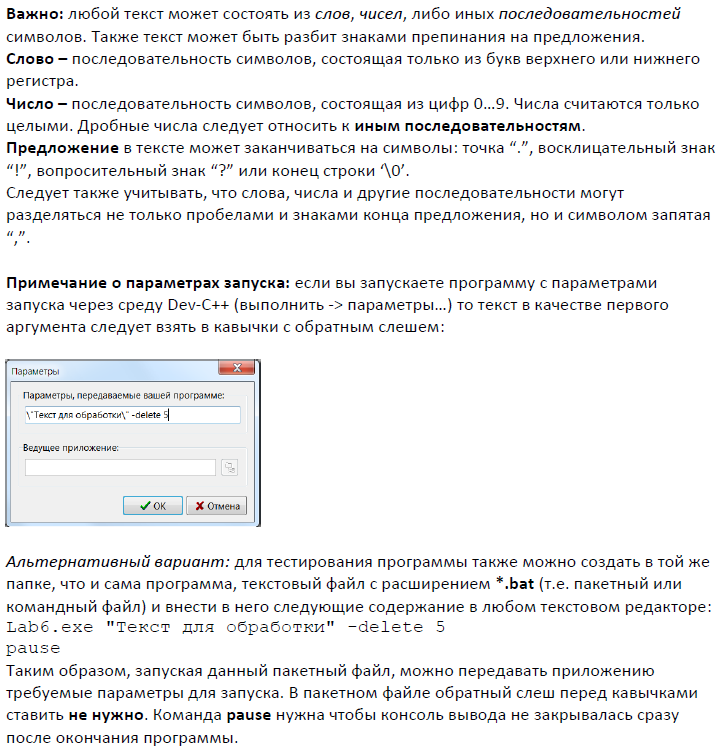 Важно: любой текст может состоять из слов, чисел, либо иных последовательностей
символов. Также текст может быть разбит знаками препинания на предложения.
Слово – последовательность символов, состоящая только из букв верхнего или нижнего
регистра.
Число – последовательность символов, состоящая из цифр 0…9. Числа считаются только
целыми. Дробные числа следует относить к иным последовательностям.
Предложение в тексте может заканчиваться на символы: точка “.”, восклицательный знак
“!”, вопросительный знак “?” или конец строки ‘\0’.
Следует также учитывать, что слова, числа и другие последовательности могут
разделяться не только пробелами и знаками конца предложения, но и символом запятая
“,”.
Примечание о параметрах запуска: если вы запускаете программу с параметрами
запуска через среду Dev-C++ (выполнить -> параметры…) то текст в качестве первого
аргумента следует взять в кавычки с обратным слешем:
Параметры
Параметры, передаваемые вашей программе:
\"Текст для обработки\" -delete 5
Ведущее приложение:
OK
Отмена
Альтернативный вариант: для тестирования программы также можно создать в той же
папке, что и сама программа, текстовый файл с расширением *.bat (т.е. пакетный или
командный файл) и внести в него следующие содержание в любом текстовом редакторе:
Lab6.exe "Текст для обработки" -delete 5
pause
Таким образом, запуская данный пакетный файл, можно передавать приложению
требуемые параметры для запуска. В пакетном файле обратный слеш перед кавычками
ставить не нужно. Команда pause нужна чтобы консоль вывода не закрывалась сразу
после окончания программы.